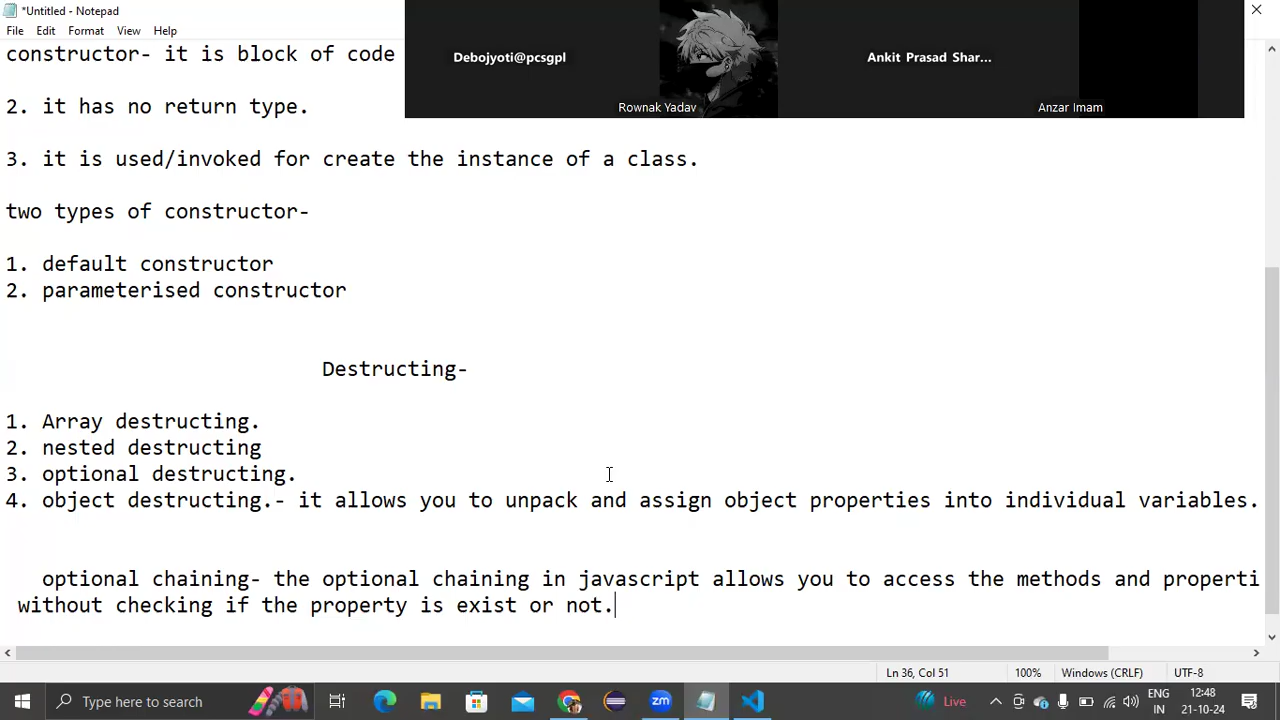 *Untitled - Notepad
File Edit Format View Help
Debojyoti@pcsgpl
Rownak Yadav
Ankit Prasad Shar...
Anzar Imam
constructor- it is block of code
2. it has no return type.
3. it is used/invoked for create the instance of a class.
two types of constructor-
1. default constructor
2. parameterised constructor
Destructing-
1. Array destructing.
2. nested destructing
3. optional destructing.
4. object destructing.- it allows you to unpack and assign object properties into individual variables.
optional chaining- the optional chaining in javascript allows you to access the methods and properti
without checking if the property is exist or not.
Ln 36, Col 51 100% Windows (CRLF) UTF-8
Type here to search
zm
Live
ENG
IN
12:48
21-10-24